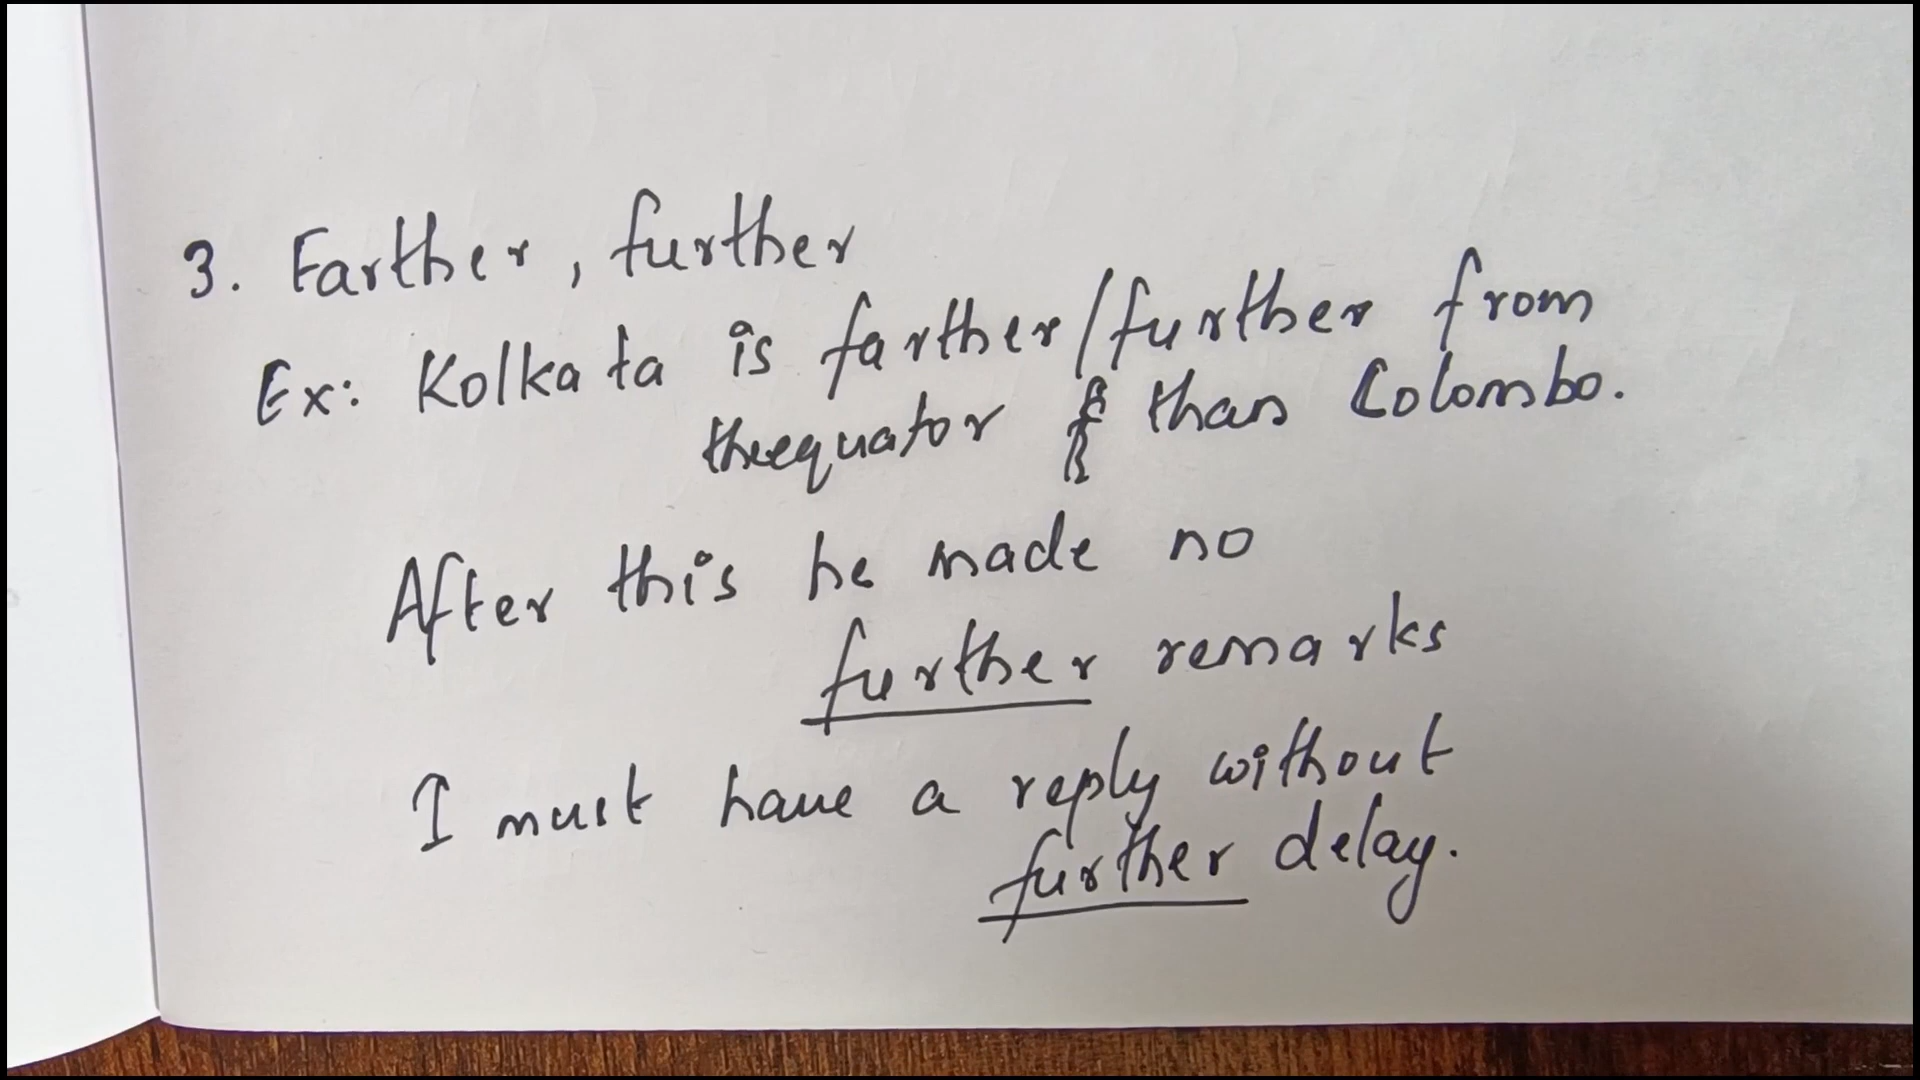 3. Farther, further
Ex: Kolkata is farther/further from
theequator than Colombo.
After this he made no
further remarks
I must have a reply without
further delay.